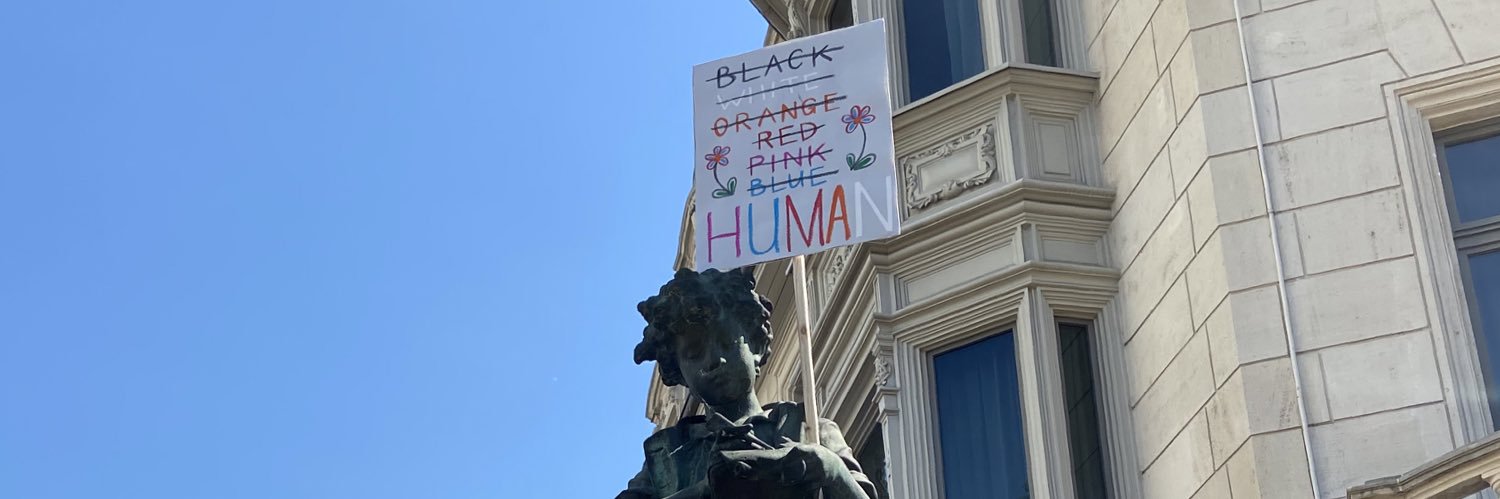 BLACK
WHITE
ORANGE
RED
PINK
BLUE
HUMAN